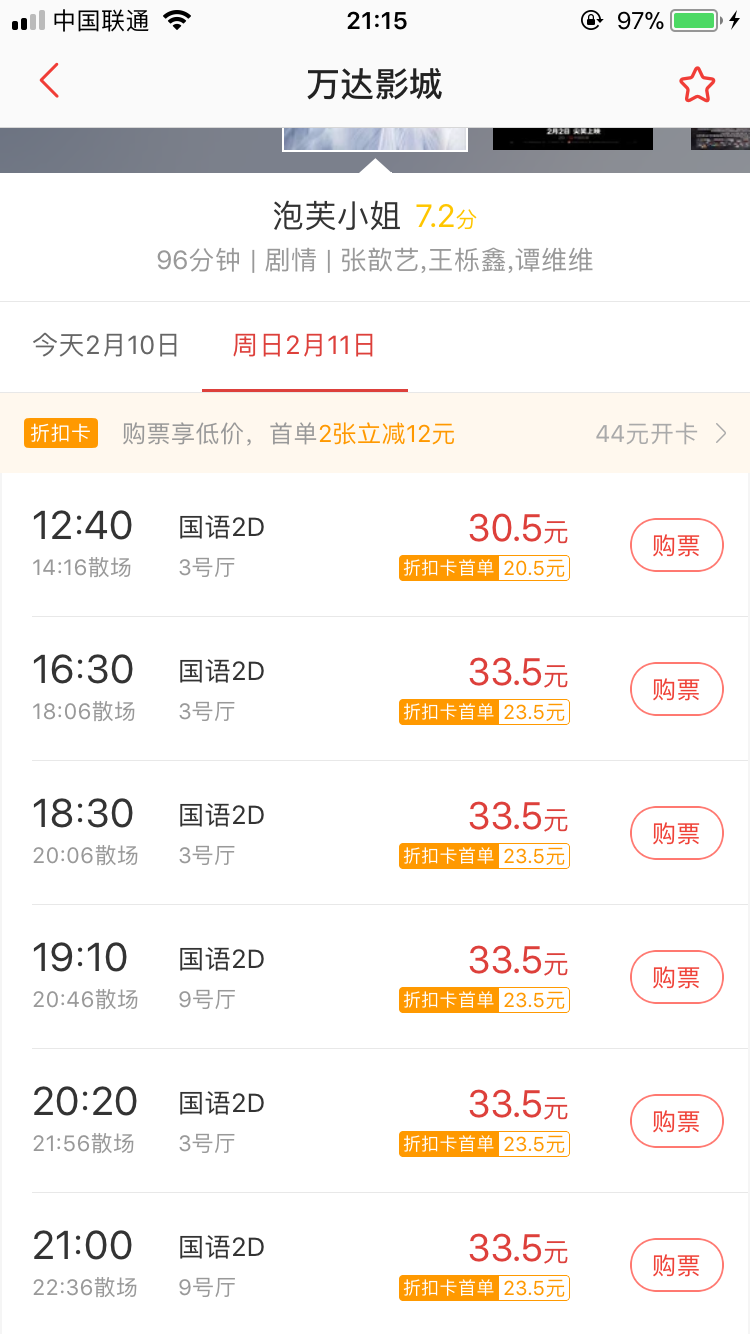 中国联通 21:15 97%
万达影城
2月2日 尖笑上映
泡芙小姐 7.2分
96分钟 | 剧情 | 张歆艺,王栎鑫,谭维维
今天2月10日 周日2月11日
折扣卡 购票享低价，首单2张立减12元 44元开卡
12:40 国语2D 30.5元 购票
14:16散场 3号厅 折扣卡首单 20.5元
16:30 国语2D 33.5元 购票
18:06散场 3号厅 折扣卡首单 23.5元
18:30 国语2D 33.5元 购票
20:06散场 3号厅 折扣卡首单 23.5元
19:10 国语2D 33.5元 购票
20:46散场 9号厅 折扣卡首单 23.5元
20:20 国语2D 33.5元 购票
21:56散场 3号厅 折扣卡首单 23.5元
21:00 国语2D 33.5元 购票
22:36散场 9号厅 折扣卡首单 23.5元